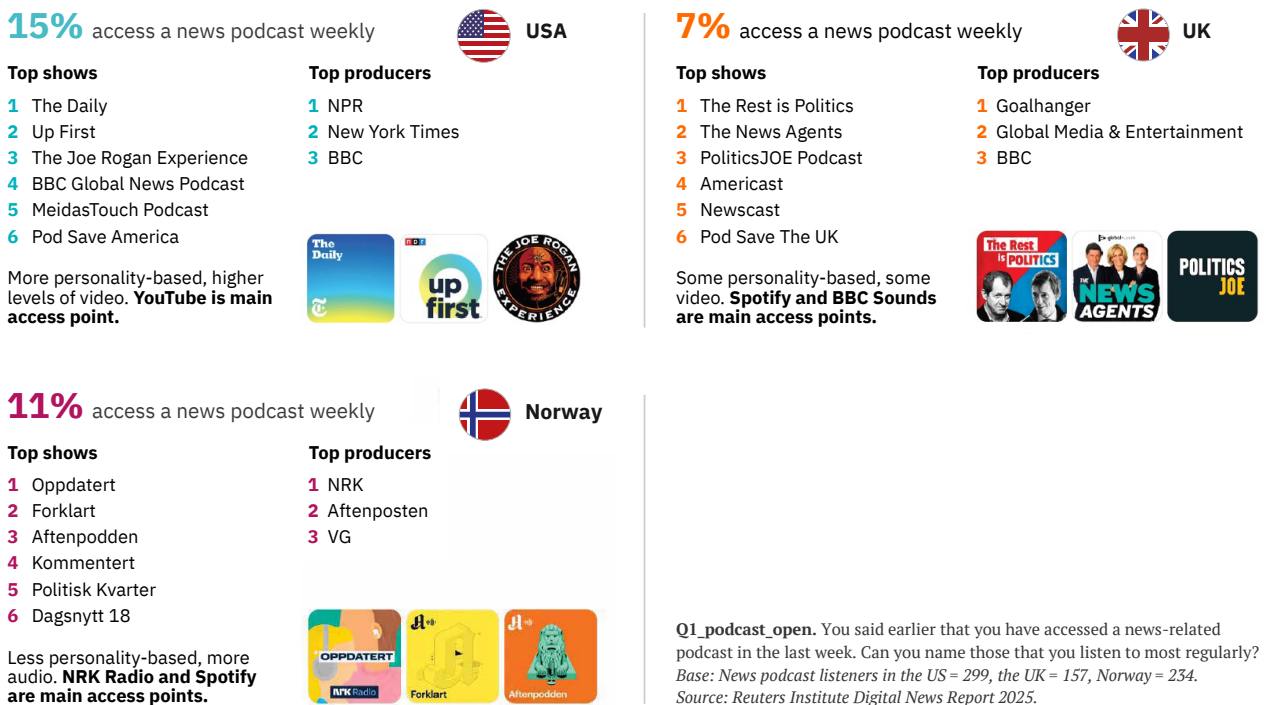 15% access a news podcast weekly
USA
Top shows
1 The Daily
2 Up First
3 The Joe Rogan Experience
4 BBC Global News Podcast
5 MeidasTouch Podcast
6 Pod Save America
More personality-based, higher
levels of video. YouTube is main
access point.
Top producers
1 NPR
2 New York Times
3 BBC
The
Daily
npr
up
first
THE JOE ROGAN
EXPERIENCE
7% access a news podcast weekly
UK
Top shows
1 The Rest is Politics
2 The News Agents
3 PoliticsJOE Podcast
4 Americast
5 Newscast
6 Pod Save The UK
Some personality-based, some
video. Spotify and BBC Sounds
are main access points.
Top producers
1 Goalhanger
2 Global Media & Entertainment
3 BBC
The Rest
is POLITICS
global
THE
NEWS
AGENTS
POLITICS
JOE
11% access a news podcast weekly
Norway
Top shows
1 Oppdatert
2 Forklart
3 Aftenpodden
4 Kommentert
5 Politisk Kvarter
6 Dagsnytt 18
Less personality-based, more
audio. NRK Radio and Spotify
are main access points.
Top producers
1 NRK
2 Aftenposten
3 VG
OPPDATERT
NRK Radio
Forklart
Aftenpodden
Q1_podcast_open. You said earlier that you have accessed a news-related
podcast in the last week. Can you name those that you listen to most regularly?
Base: News podcast listeners in the US = 299, the UK = 157, Norway = 234.
Source: Reuters Institute Digital News Report 2025.